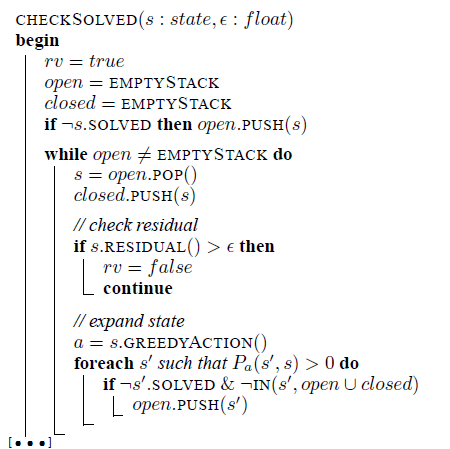 CHECKSOLVED(s : state, ϵ : float)
begin
rv = true
open = EMPTYSTACK
closed = EMPTYSTACK
if ¬s.SOLVED then open.PUSH(s)
while open ≠ EMPTYSTACK do
s = open.POP()
closed.PUSH(s)
// check residual
if s.RESIDUAL() > ϵ then
rv = false
continue
// expand state
a = s.GREEDYACTION()
foreach s′ such that Pa(s′, s) > 0 do
if ¬s′.SOLVED & ¬IN(s′, open ∪ closed)
open.PUSH(s′)
[•••]